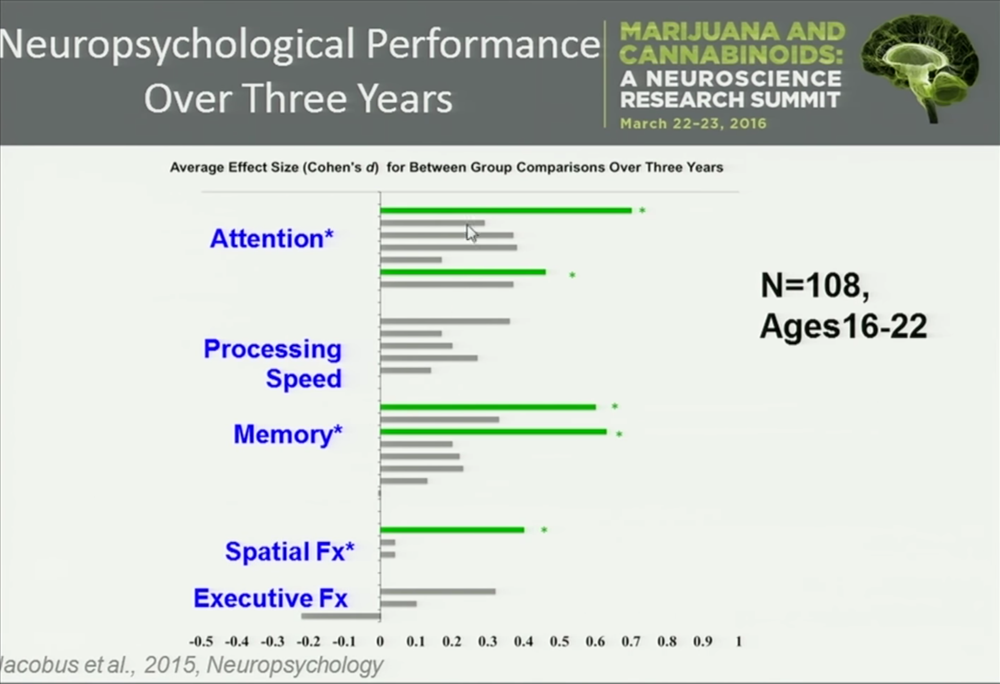 Neuropsychological Performance
Over Three Years
MARIJUANA AND
CANNABINOIDS:
A NEUROSCIENCE
RESEARCH SUMMIT
March 22-23, 2016
Average Effect Size (Cohen's d) for Between Group Comparisons Over Three Years
*
Attention*
*
N=108,
Ages16-22
Processing
Speed
*
Memory*
*
*
Spatial Fx*
Executive Fx
-0.5 -0.4 -0.3 -0.2 -0.1 0 0.1 0.2 0.3 0.4 0.5 0.6 0.7 0.8 0.9 1
Jacobus et al., 2015, Neuropsychology